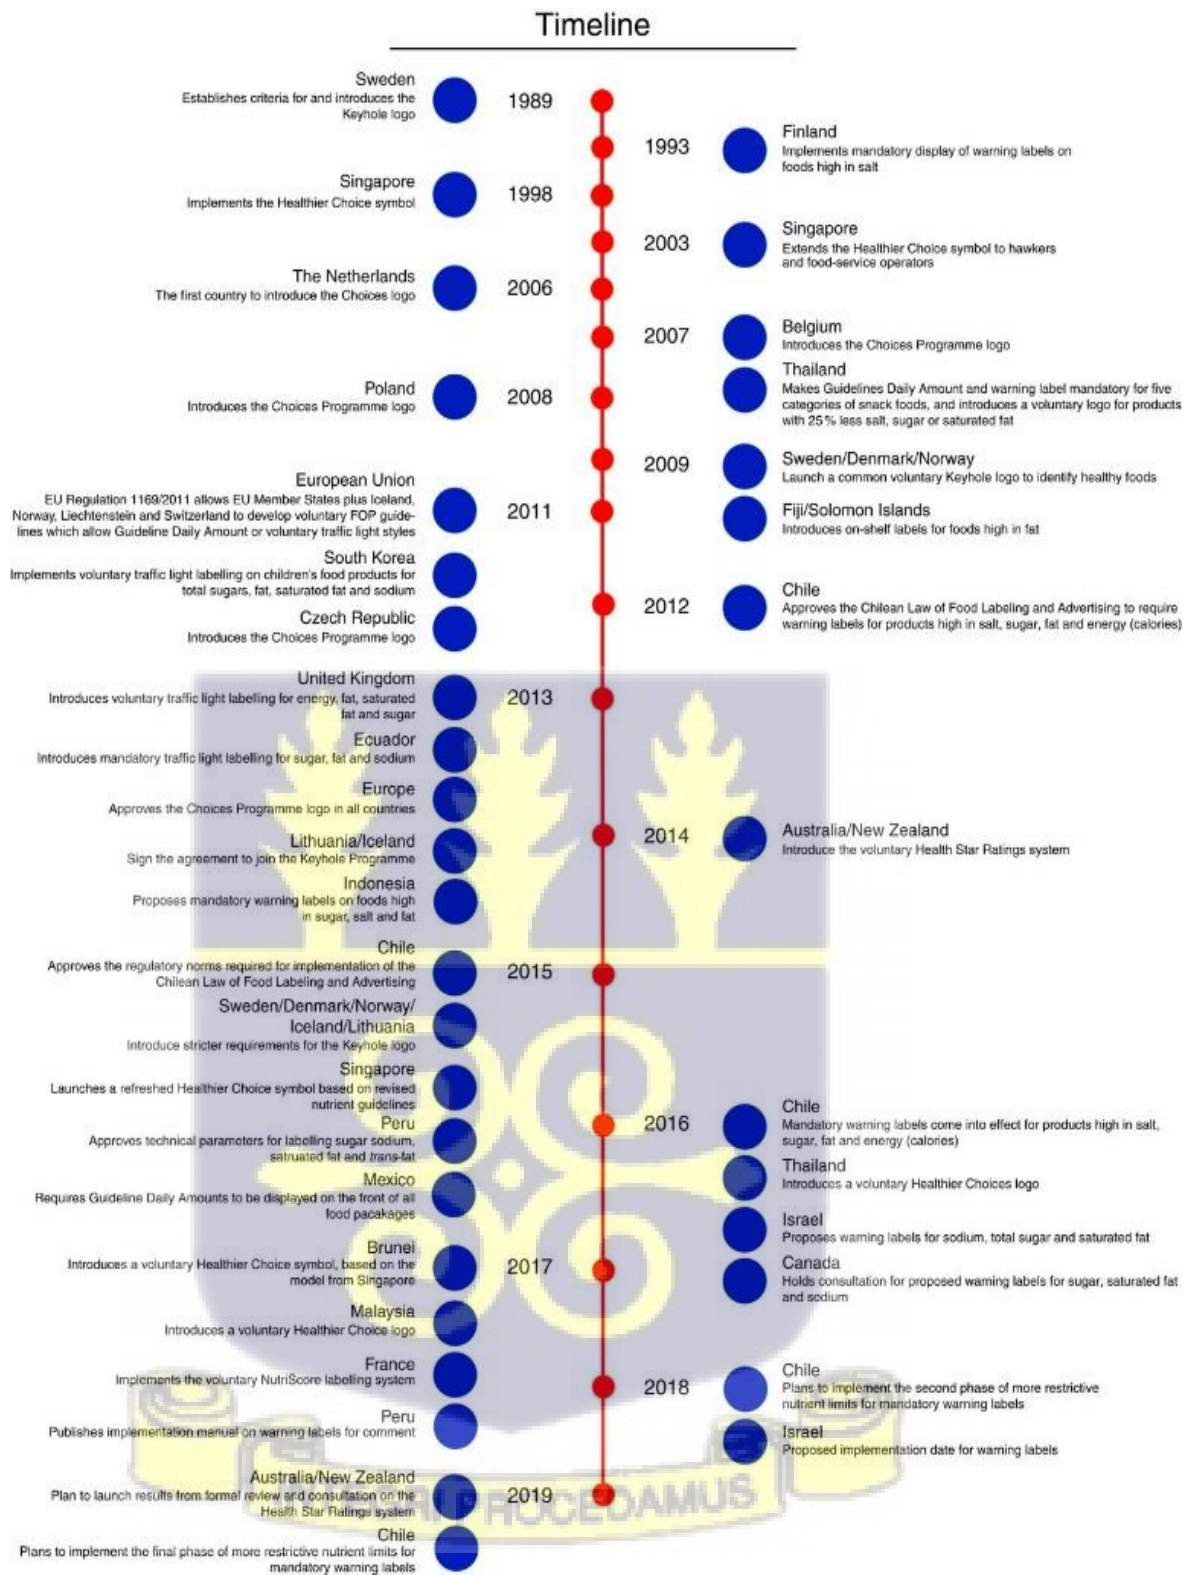 Timeline
Sweden
Establishes criteria for and introduces the
Keyhole logo
1989
1993
Finland
Implements mandatory display of warning labels on
foods high in salt
Singapore
Implements the Healthier Choice symbol
1998
2003
Singapore
Extends the Healthier Choice symbol to hawkers
and food-service operators
The Netherlands
The first country to introduce the Choices logo
2006
2007
Belgium
Introduces the Choices Programme logo
Thailand
Makes Guidelines Daily Amount and warning label mandatory for five
categories of snack foods, and introduces a voluntary logo for products
with 25% less salt, sugar or saturated fat
Poland
Introduces the Choices Programme logo
2008
2009
Sweden/Denmark/Norway
Launch a common voluntary Keyhole logo to identify healthy foods
Fiji/Solomon Islands
Introduces on-shelf labels for foods high in fat
European Union
EU Regulation 1169/2011 allows EU Member States plus Iceland,
Norway, Liechtenstein and Switzerland to develop voluntary FOP guide-
lines which allow Guideline Daily Amount or voluntary traffic light styles
2011
South Korea
Implements voluntary traffic light labelling on children's food products for
total sugars, fat, saturated fat and sodium
Czech Republic
Introduces the Choices Programme logo
2012
Chile
Approves the Chilean Law of Food Labeling and Advertising to require
warning labels for products high in salt, sugar, fat and energy (calories)
United Kingdom
Introduces voluntary traffic light labelling for energy, fat, saturated
fat and sugar
2013
Ecuador
Introduces mandatory traffic light labelling for sugar, fat and sodium
Europe
Approves the Choices Programme logo in all countries
Lithuania/Iceland
Sign the agreement to join the Keyhole Programme
Indonesia
Proposes mandatory warning labels on foods high
in sugar, salt and fat
2014
Australia/New Zealand
Introduce the voluntary Health Star Ratings system
Chile
Approves the regulatory norms required for implementation of the
Chilean Law of Food Labeling and Advertising
2015
Sweden/Denmark/Norway/
Iceland/Lithuania
Introduce stricter requirements for the Keyhole logo
Singapore
Launches a refreshed Healthier Choice symbol based on revised
nutrient guidelines
Peru
Approves technical parameters for labelling sugar sodium,
satruated fat and trans-fat
Mexico
Requires Guideline Daily Amounts to be displayed on the front of all
food pacakages
2016
Chile
Mandatory warning labels come into effect for products high in salt,
sugar, fat and energy (calories)
Thailand
Introduces a voluntary Healthier Choices logo
Israel
Proposes warning labels for sodium, total sugar and saturated fat
Canada
Holds consultation for proposed warning labels for sugar, saturated fat
and sodium
Brunei
Introduces a voluntary Healthier Choice symbol, based on the
model from Singapore
2017
Malaysia
Introduces a voluntary Healthier Choice logo
France
Implements the voluntary NutriScore labelling system
Peru
Publishes implementation manuel on warning labels for comment
2018
Chile
Plans to implement the second phase of more restrictive
nutrient limits for mandatory warning labels
Israel
Proposed implementation date for warning labels
Australia/New Zealand
Plan to launch results from formal review and consultation on the
Health Star Ratings system
2019
Chile
Plans to implement the final phase of more restrictive nutrient limits for
mandatory warning labels
PROCEDAMUS